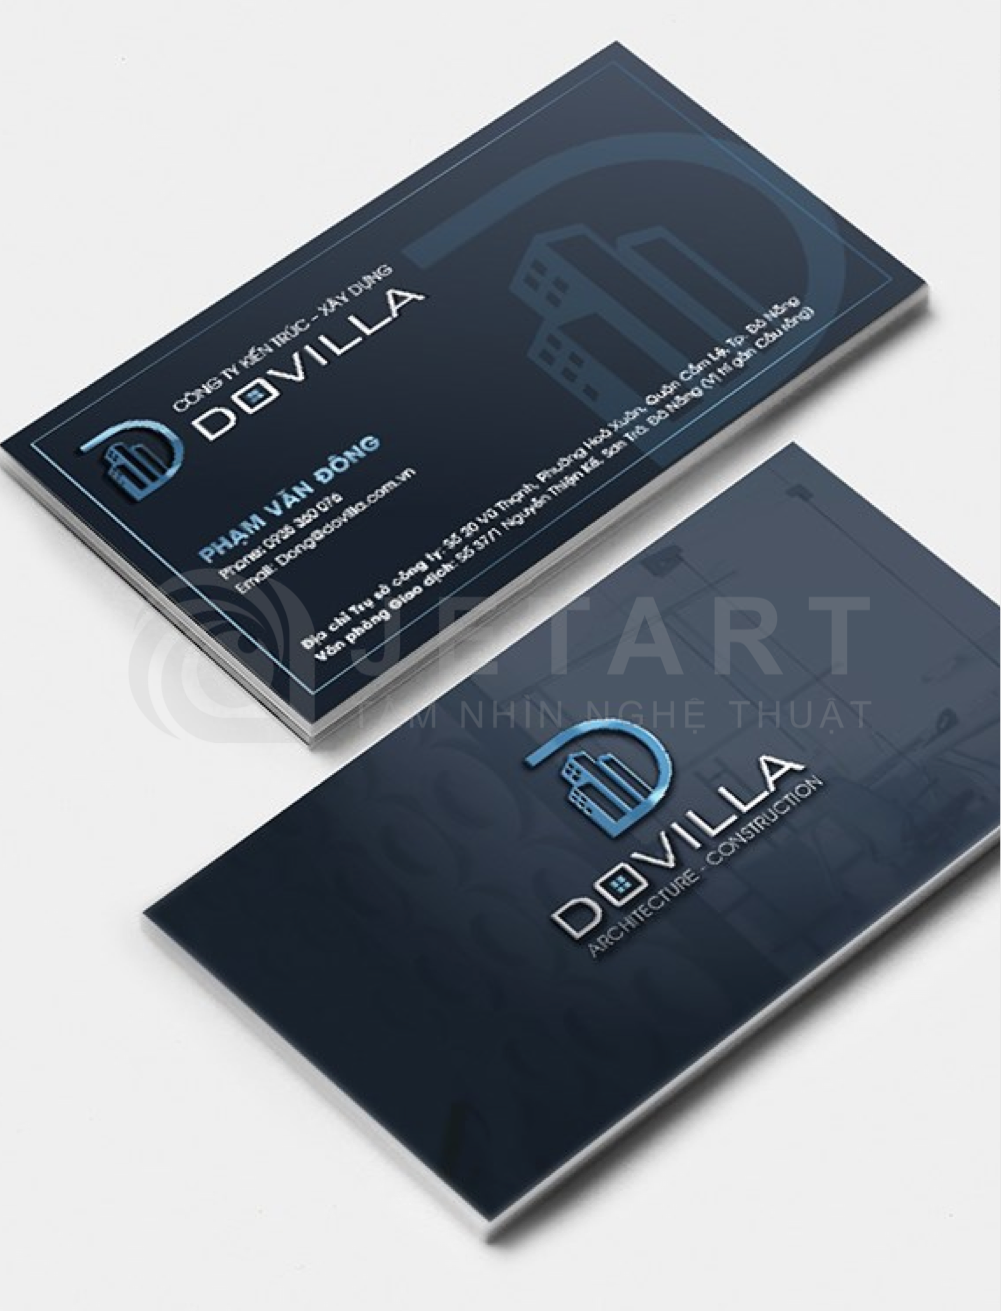 CÔNG TY KIẾN TRÚC - XÂY DỰNG
DOVILLA
PHẠM VĂN ĐÔNG
Phone: 0935 360 076
Email: Dong@dovilla.com.vn
Địa chỉ Trụ sở công ty: Số 20 Vũ Thạnh, Phường Hoà Xuân, Quận Cẩm Lệ, Tp. Đà Nẵng
Văn phòng Giao dịch: Số 37/1 Nguyễn Thiện Kế, Sơn Trà, Đà Nẵng (Vị trí gần Cầu rồng)
JETART
TẦM NHÌN NGHỆ THUẬT
DOVILLA
ARCHITECTURE - CONSTRUCTION